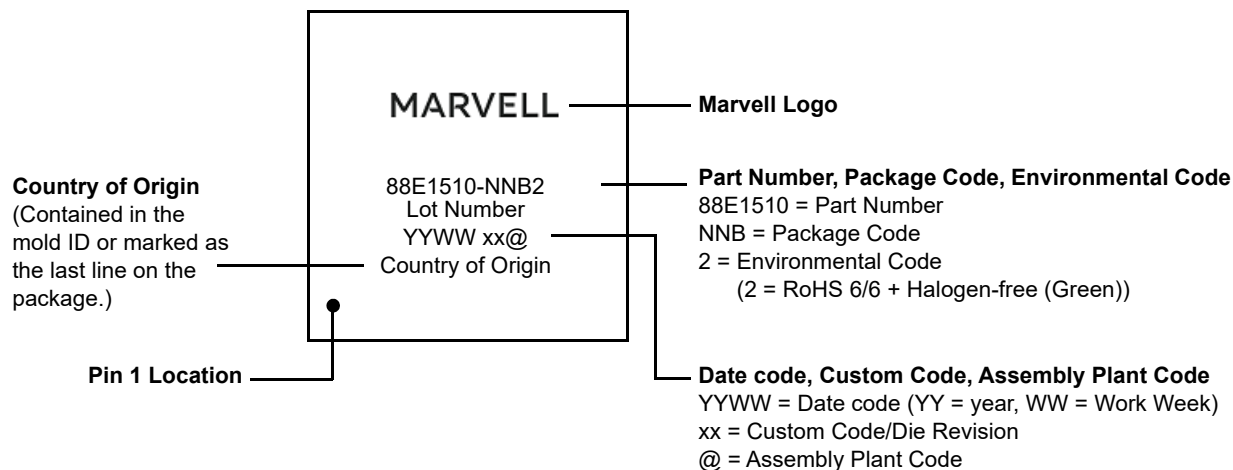 MARVELL
Marvell Logo
88E1510-NNB2
Lot Number
YYWW xx@
Country of Origin
Country of Origin
(Contained in the
mold ID or marked as
the last line on the
package.)
Pin 1 Location
Part Number, Package Code, Environmental Code
88E1510 = Part Number
NNB = Package Code
2 = Environmental Code
(2 = RoHS 6/6 + Halogen-free (Green))
Date code, Custom Code, Assembly Plant Code
YYWW = Date code (YY = year, WW = Work Week)
xx = Custom Code/Die Revision
@ = Assembly Plant Code